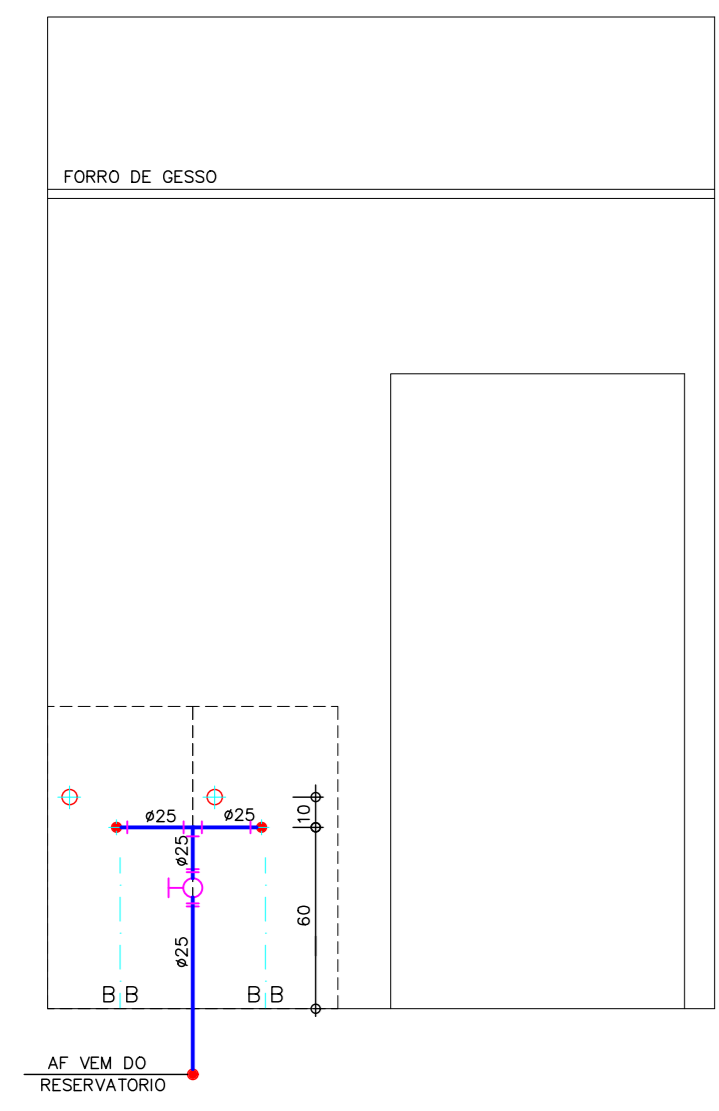 FORRO DE GESSO
ø25
ø25
10
ø25
60
ø25
B B
B B
AF VEM DO
RESERVATORIO